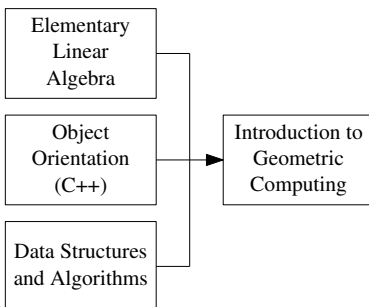 Elementary
Linear
Algebra
Object
Orientation
(C++)
Introduction to
Geometric
Computing
Data Structures
and Algorithms